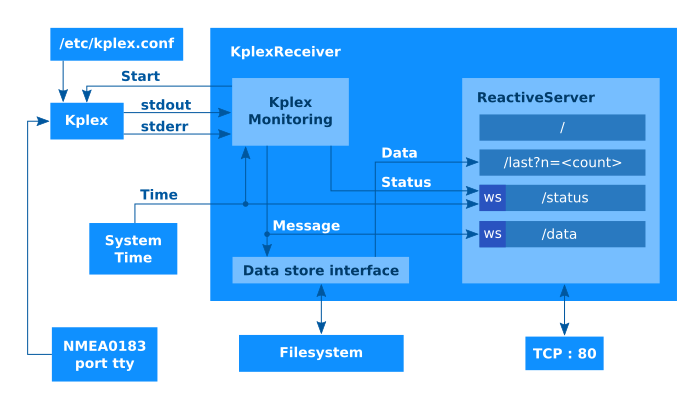 /etc/kplex.conf
KplexReceiver
Start
Kplex
Monitoring
ReactiveServer
stdout
Kplex
stderr
/
Data
/last?n=<count>
Status
Time
ws
/status
Message
ws
/data
System
Time
Data store interface
NMEA0183
port tty
Filesystem
TCP : 80